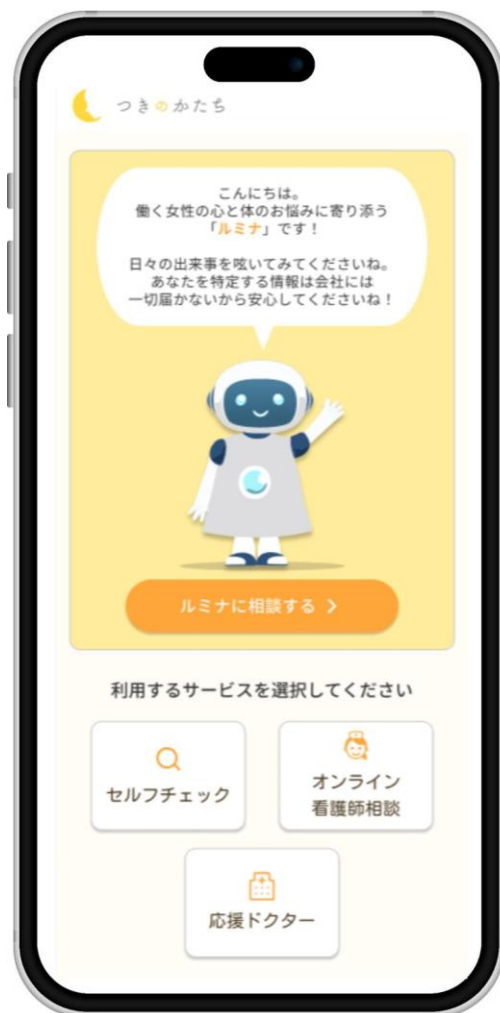 つきのかたち
こんにちは。
働く女性の心と体のお悩みに寄り添う
「ルミナ」です！
日々の出来事を呟いてみてくださいね。
あなたを特定する情報は会社には
一切届かないから安心してくださいね！
ルミナに相談する
利用するサービスを選択してください
セルフチェック
オンライン
看護師相談
応援ドクター